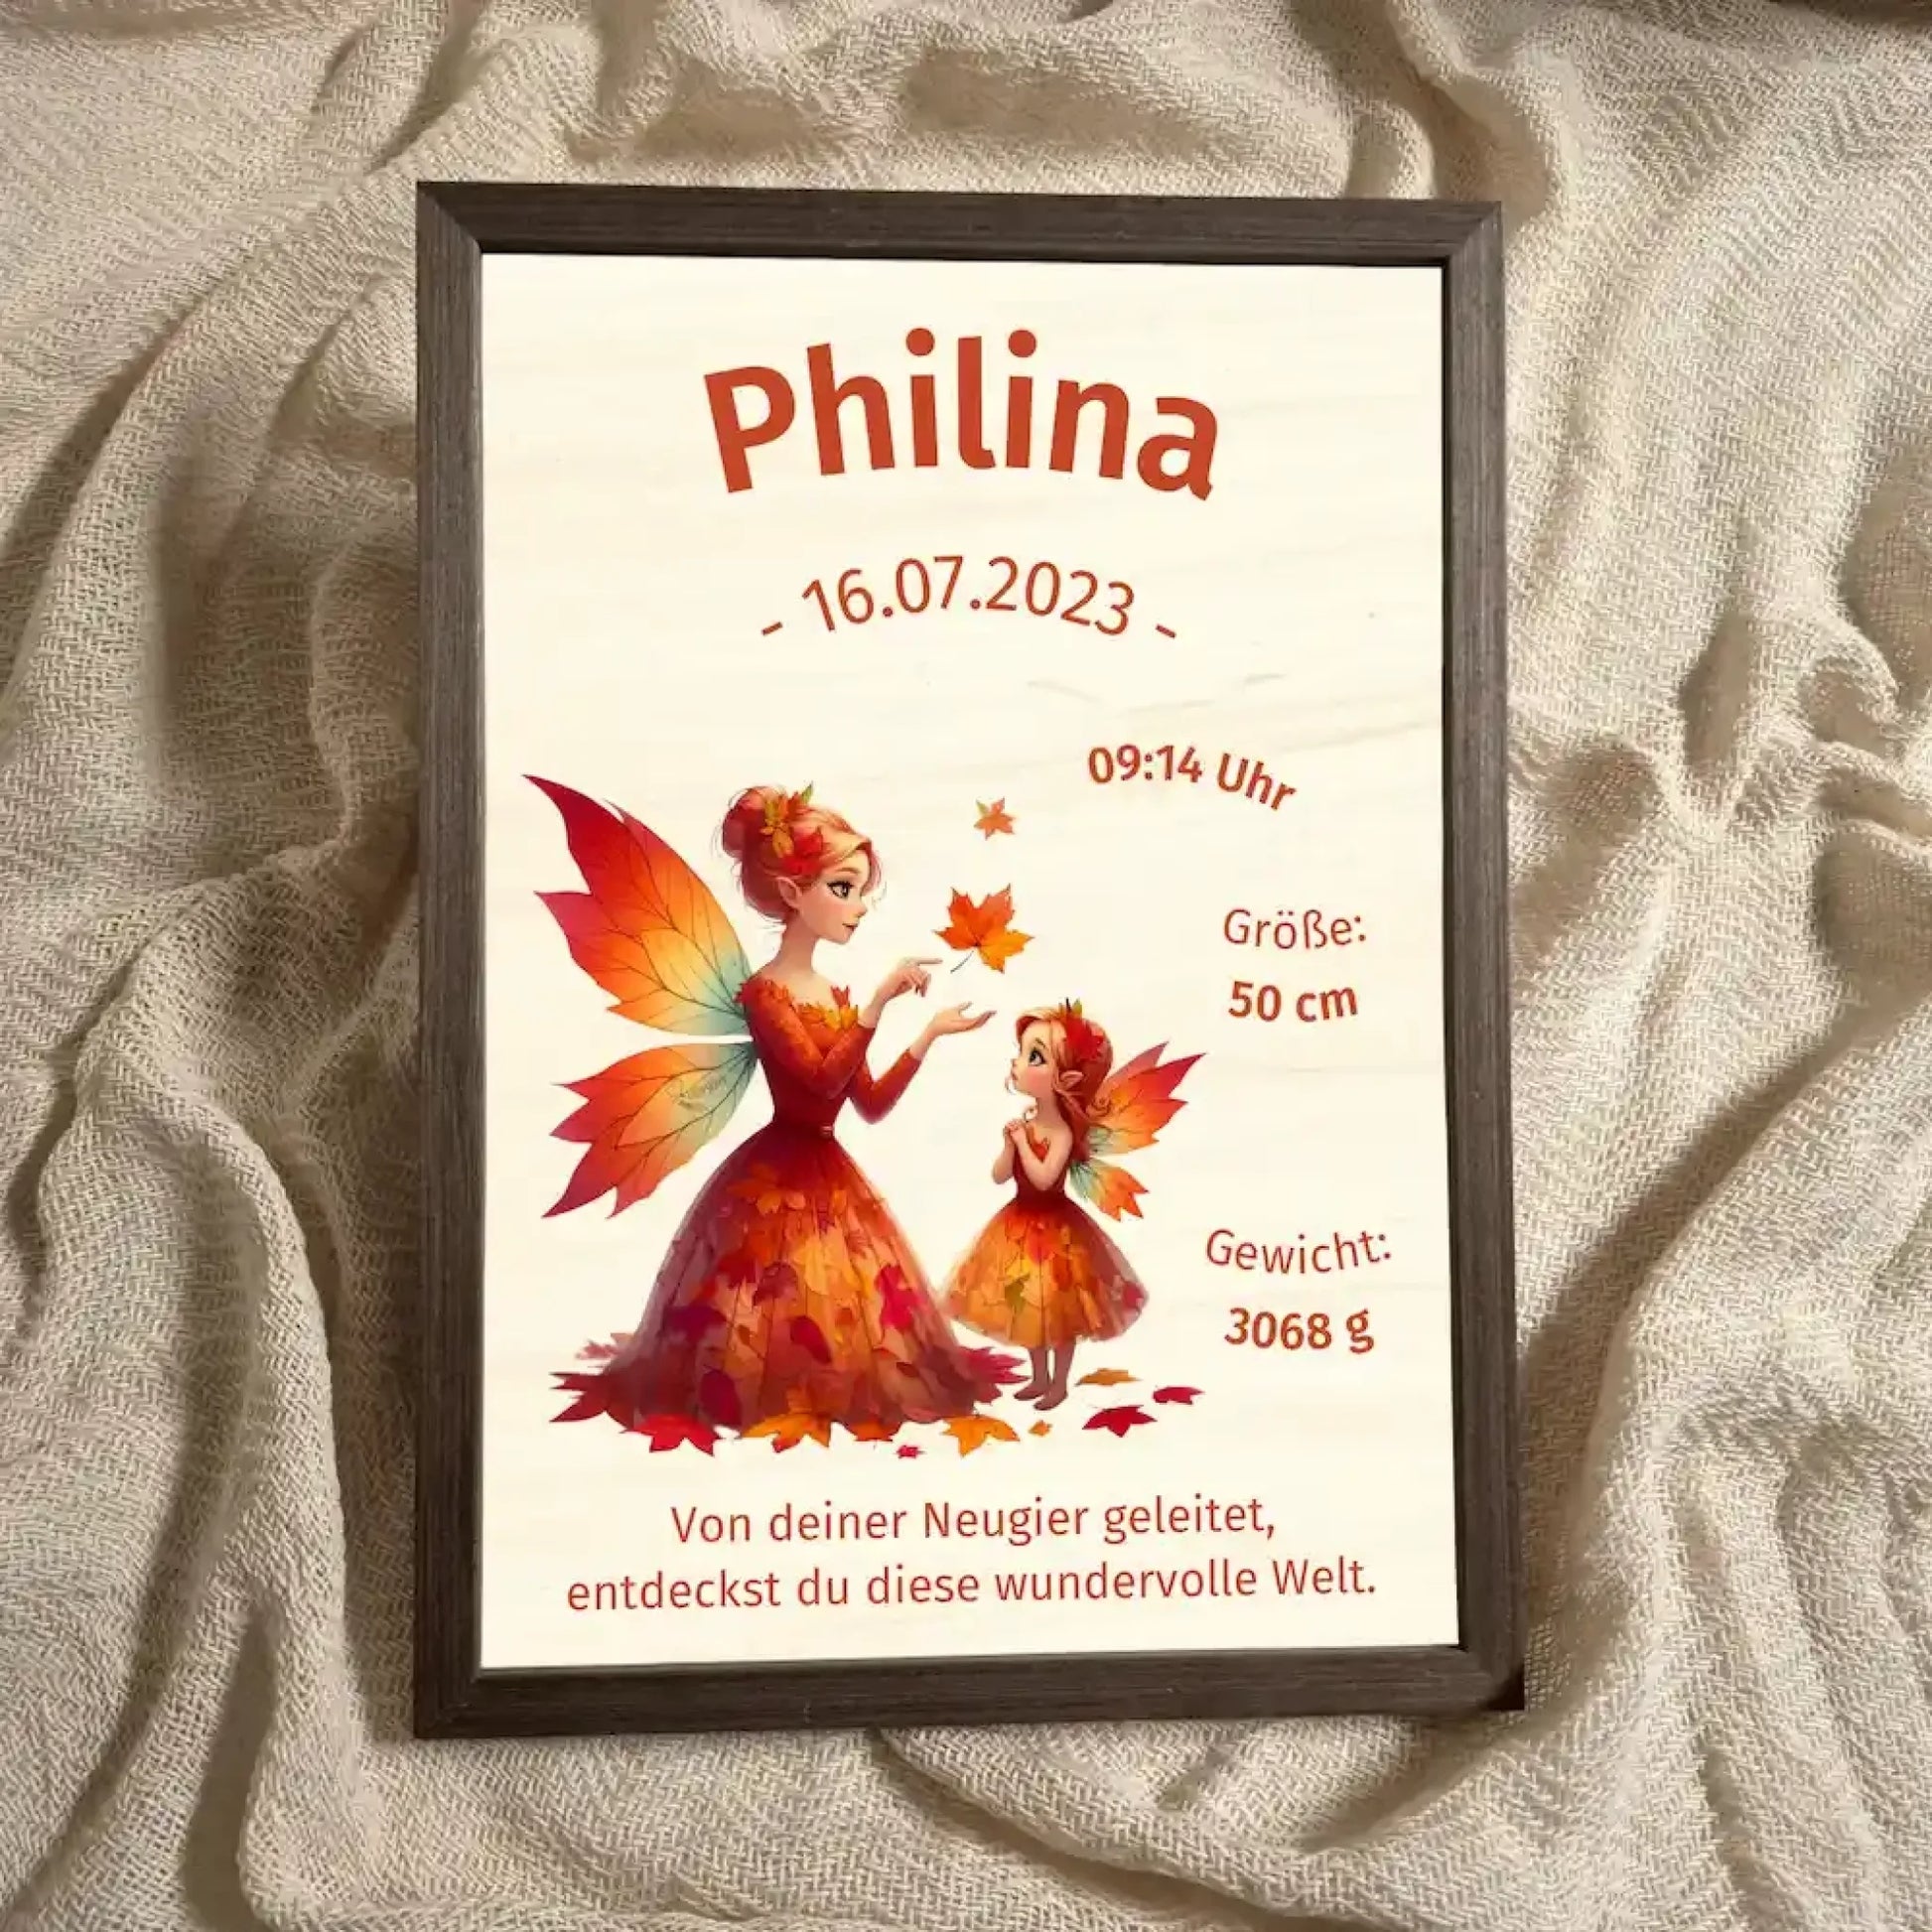 Philina
- 16.07.2023 -
09:14 Uhr
Größe:
50 cm
Gewicht:
3068 g
Von deiner Neugier geleitet,
entdeckst du diese wundervolle Welt.